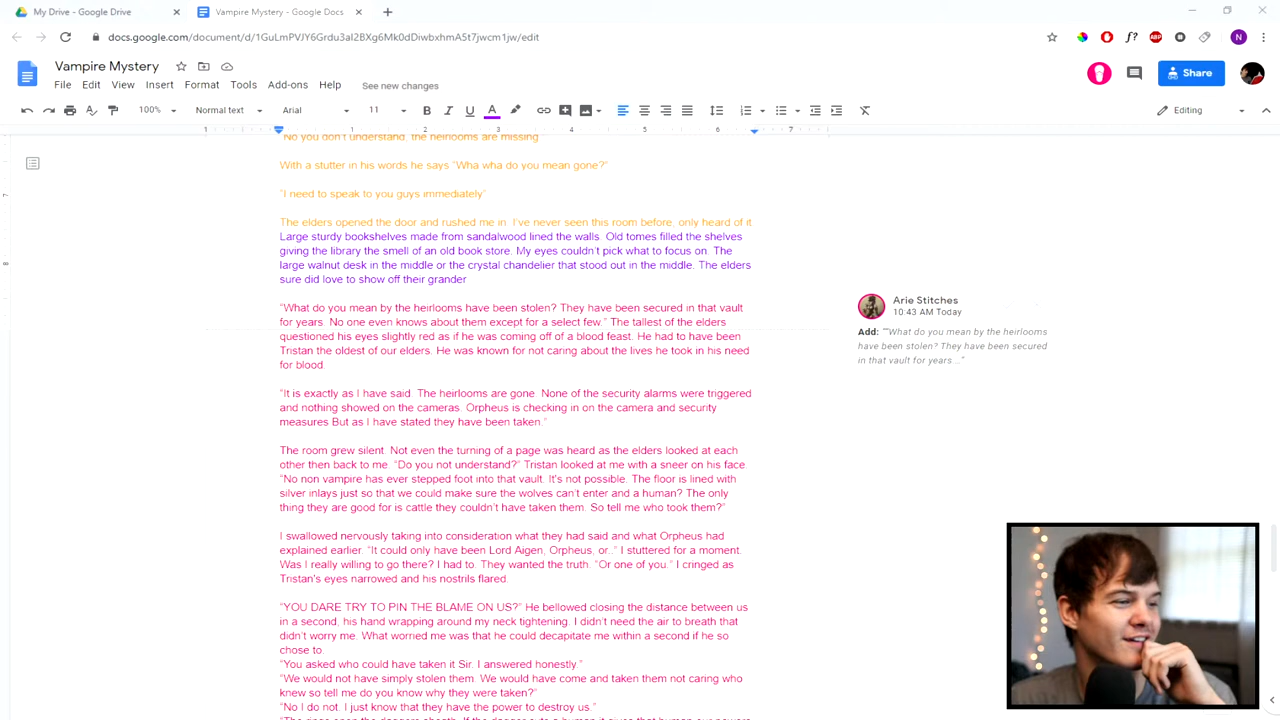 My Drive - Google Drive
Vampire Mystery - Google Docs
docs.google.com/document/d/1GuLmPVJY6Grdu3aI2BXg6Mk0dDiwbxhmA5t7jwcm1jw/edit
f?
ABP
N
Vampire Mystery
File Edit View Insert Format Tools Add-ons Help See new changes
Share
100% Normal text Arial 11 B I U A Editing
1 1 2 3 4 5 6 7
"No you don't understand, the heirlooms are missing
With a stutter in his words he says "Wha wha do you mean gone?"
"I need to speak to you guys immediately"
The elders opened the door and rushed me in. I've never seen this room before, only heard of it
Large sturdy bookshelves made from sandalwood lined the walls. Old tomes filled the shelves
giving the library the smell of an old book store. My eyes couldn't pick what to focus on. The
large walnut desk in the middle or the crystal chandelier that stood out in the middle. The elders
sure did love to show off their grander
"What do you mean by the heirlooms have been stolen? They have been secured in that vault
for years. No one even knows about them except for a select few." The tallest of the elders
questioned his eyes slightly red as if he was coming off of a blood feast. He had to have been
Tristan the oldest of our elders. He was known for not caring about the lives he took in his need
for blood.
Arie Stitches
10:43 AM Today
Add: ""What do you mean by the heirlooms
have been stolen? They have been secured
in that vault for years ..."
"It is exactly as I have said. The heirlooms are gone. None of the security alarms were triggered
and nothing showed on the cameras. Orpheus is checking in on the camera and security
measures But as I have stated they have been taken."
The room grew silent. Not even the turning of a page was heard as the elders looked at each
other then back to me. "Do you not understand?" Tristan looked at me with a sneer on his face.
"No non vampire has ever stepped foot into that vault. It's not possible. The floor is lined with
silver inlays just so that we could make sure the wolves can't enter and a human? The only
thing they are good for is cattle they couldn't have taken them. So tell me who took them?"
I swallowed nervously taking into consideration what they had said and what Orpheus had
explained earlier. "It could only have been Lord Aigen, Orpheus, or.." I stuttered for a moment.
Was I really willing to go there? I had to. They wanted the truth. "Or one of you." I cringed as
Tristan's eyes narrowed and his nostrils flared.
"YOU DARE TRY TO PIN THE BLAME ON US?" He bellowed closing the distance between us
in a second, his hand wrapping around my neck tightening. I didn't need the air to breath that
didn't worry me. What worried me was that he could decapitate me within a second if he so
chose to.
"You asked who could have taken it Sir. I answered honestly."
"We would not have simply stolen them. We would have come and taken them not caring who
knew so tell me do you know why they were taken?"
"No I do not. I just know that they have the power to destroy us."